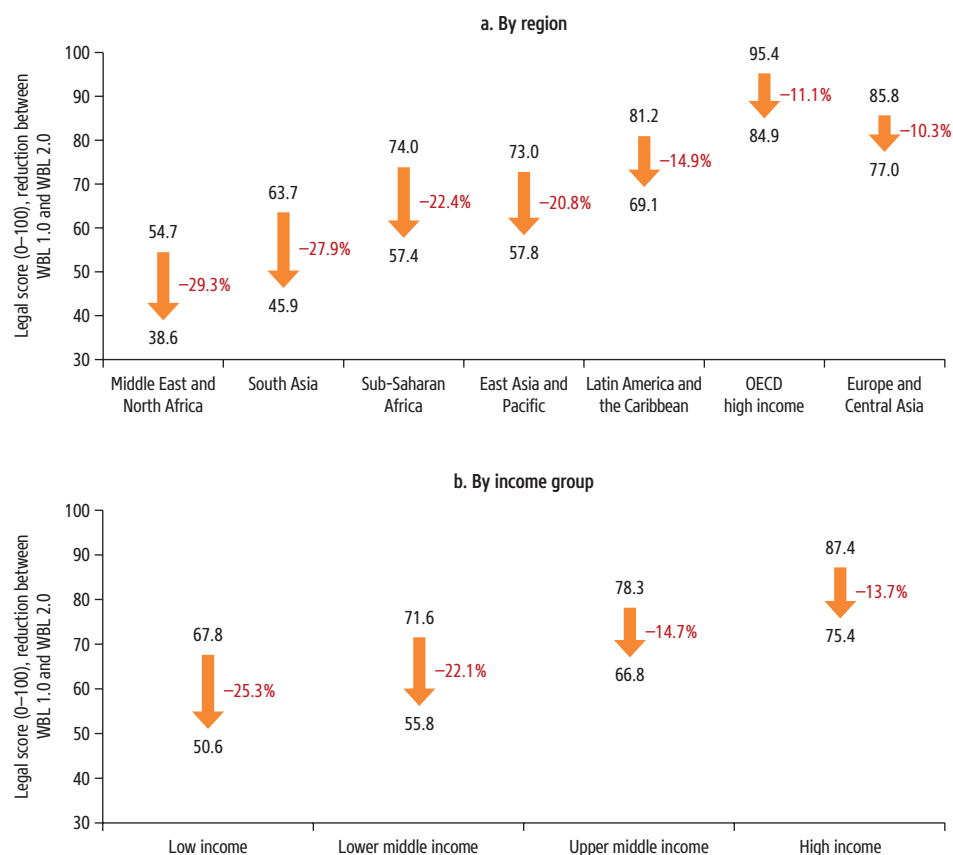 a. By region
Legal score (0–100), reduction between
WBL 1.0 and WBL 2.0
100
90
80
70
60
50
40
30
54.7
–29.3%
38.6
63.7
–27.9%
45.9
74.0
–22.4%
57.4
73.0
–20.8%
57.8
81.2
–14.9%
69.1
95.4
–11.1%
84.9
85.8
–10.3%
77.0
Middle East and
North Africa
South Asia
Sub-Saharan
Africa
East Asia and
Pacific
Latin America and
the Caribbean
OECD
high income
Europe and
Central Asia
b. By income group
Legal score (0–100), reduction between
WBL 1.0 and WBL 2.0
100
90
80
70
60
50
40
30
67.8
–25.3%
50.6
71.6
–22.1%
55.8
78.3
–14.7%
66.8
87.4
–13.7%
75.4
Low income
Lower middle income
Upper middle income
High income